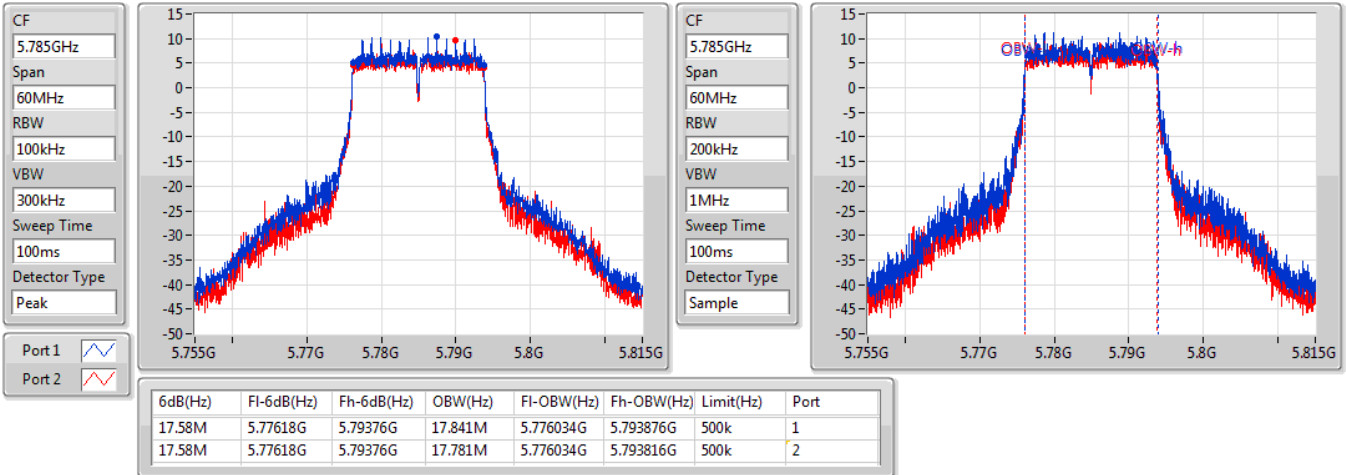 CF
5.785GHz
Span
60MHz
RBW
100kHz
VBW
300kHz
Sweep Time
100ms
Detector Type
Peak
Port 1
Port 2
15
10
5
0
-5
-10
-15
-20
-25
-30
-35
-40
-45
-50
5.755G 5.77G 5.78G 5.79G 5.8G 5.815G
CF
5.785GHz
Span
60MHz
RBW
200kHz
VBW
1MHz
Sweep Time
100ms
Detector Type
Sample
15
10
5
0
-5
-10
-15
-20
-25
-30
-35
-40
-45
-50
5.755G 5.77G 5.78G 5.79G 5.8G 5.815G
6dB(Hz) Fl-6dB(Hz) Fh-6dB(Hz) OBW(Hz) Fl-OBW(Hz) Fh-OBW(Hz) Limit(Hz) Port
17.58M 5.77618G 5.79376G 17.841M 5.776034G 5.793876G 500k 1
17.58M 5.77618G 5.79376G 17.781M 5.776034G 5.793816G 500k 2